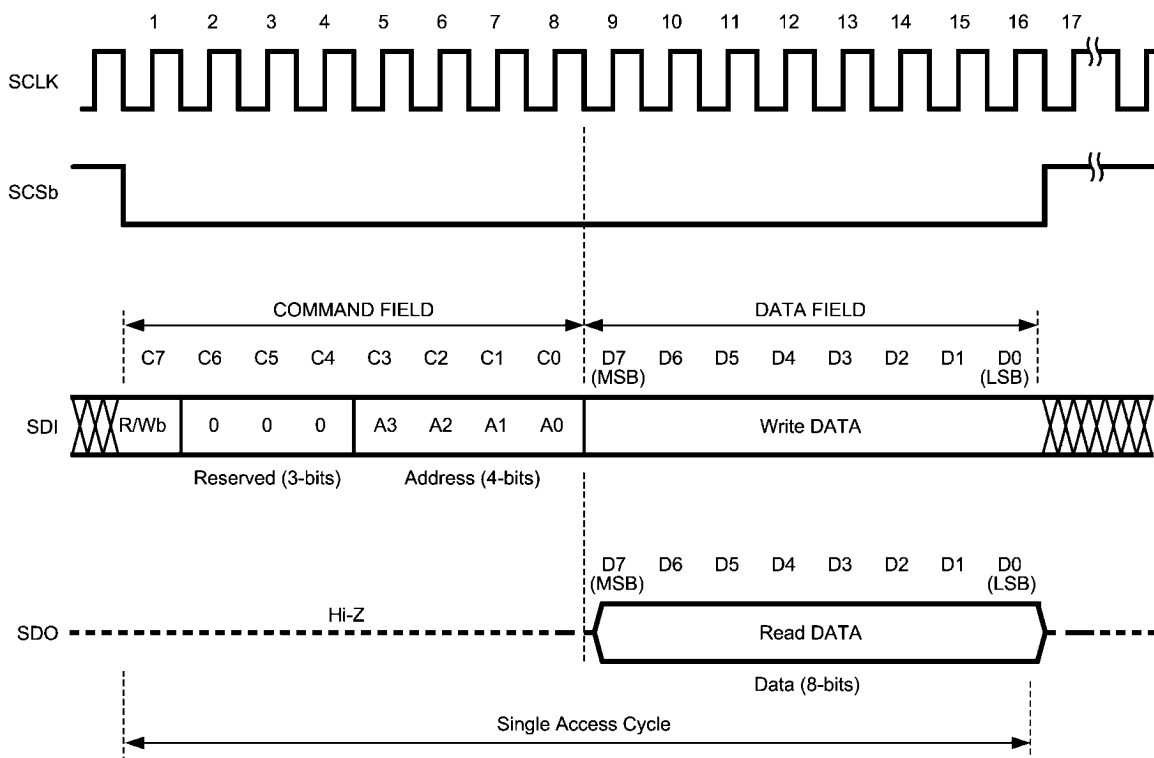 1 2 3 4 5 6 7 8 9 10 11 12 13 14 15 16 17
SCLK
SCSb
COMMAND FIELD DATA FIELD
C7 C6 C5 C4 C3 C2 C1 C0 D7 D6 D5 D4 D3 D2 D1 D0
(MSB) (LSB)
SDI R/Wb 0 0 0 A3 A2 A1 A0 Write DATA
Reserved (3-bits) Address (4-bits)
D7 D6 D5 D4 D3 D2 D1 D0
(MSB) (LSB)
Hi-Z
SDO Read DATA
Data (8-bits)
Single Access Cycle